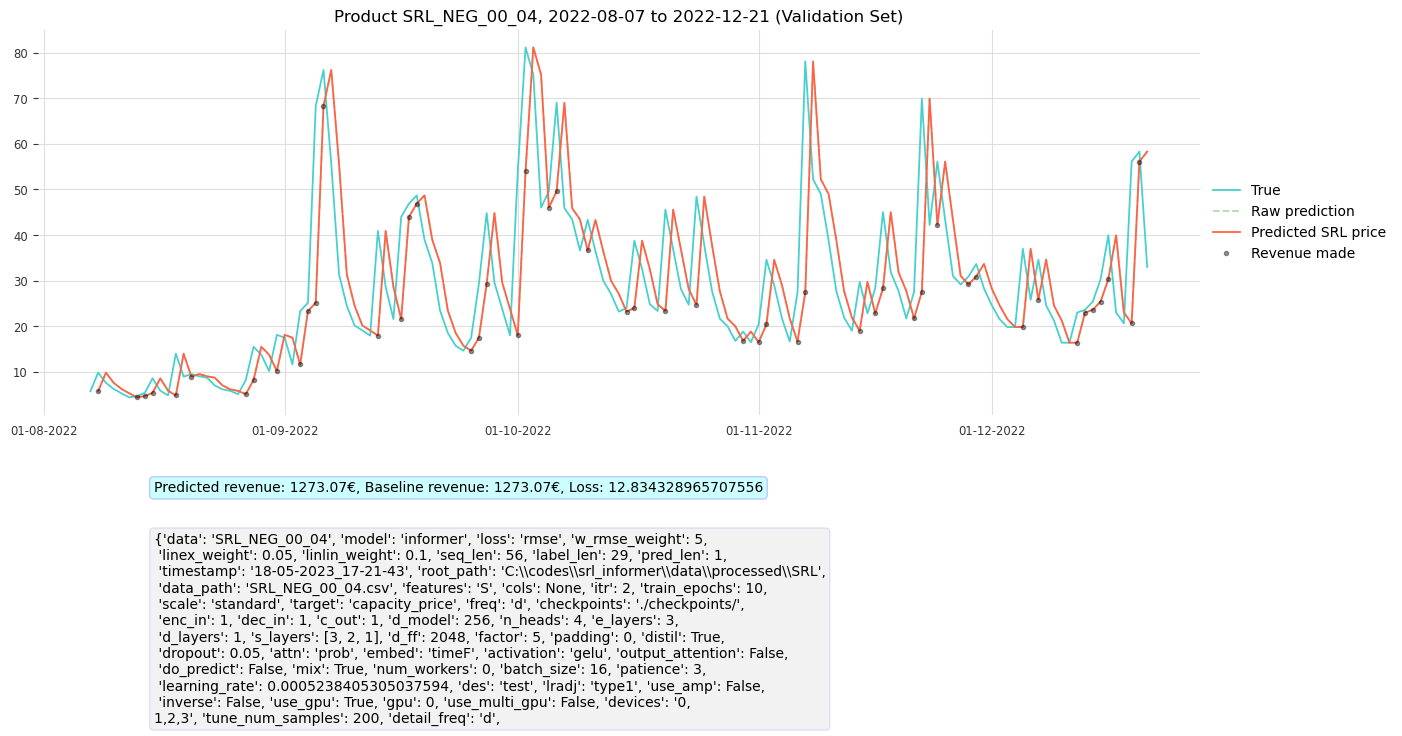 Product SRL_NEG_00_04, 2022-08-07 to 2022-12-21 (Validation Set)
80
70
60
50
40
30
20
10
01-08-2022
01-09-2022
01-10-2022
01-11-2022
01-12-2022
True
Raw prediction
Predicted SRL price
Revenue made
Predicted revenue: 1273.07€, Baseline revenue: 1273.07€, Loss: 12.834328965707556
{'data': 'SRL_NEG_00_04', 'model': 'informer', 'loss': 'rmse', 'w_rmse_weight': 5,
'linex_weight': 0.05, 'linlin_weight': 0.1, 'seq_len': 56, 'label_len': 29, 'pred_len': 1,
'timestamp': '18-05-2023_17-21-43', 'root_path': 'C:\\codes\\srl_informer\\data\\processed\\SRL',
'data_path': 'SRL_NEG_00_04.csv', 'features': 'S', 'cols': None, 'itr': 2, 'train_epochs': 10,
'scale': 'standard', 'target': 'capacity_price', 'freq': 'd', 'checkpoints': './checkpoints/',
'enc_in': 1, 'dec_in': 1, 'c_out': 1, 'd_model': 256, 'n_heads': 4, 'e_layers': 3,
'd_layers': 1, 's_layers': [3, 2, 1], 'd_ff': 2048, 'factor': 5, 'padding': 0, 'distil': True,
'dropout': 0.05, 'attn': 'prob', 'embed': 'timeF', 'activation': 'gelu', 'output_attention': False,
'do_predict': False, 'mix': True, 'num_workers': 0, 'batch_size': 16, 'patience': 3,
'learning_rate': 0.0005238405305037594, 'des': 'test', 'lradj': 'type1', 'use_amp': False,
'inverse': False, 'use_gpu': True, 'gpu': 0, 'use_multi_gpu': False, 'devices': '0,
1,2,3', 'tune_num_samples': 200, 'detail_freq': 'd',